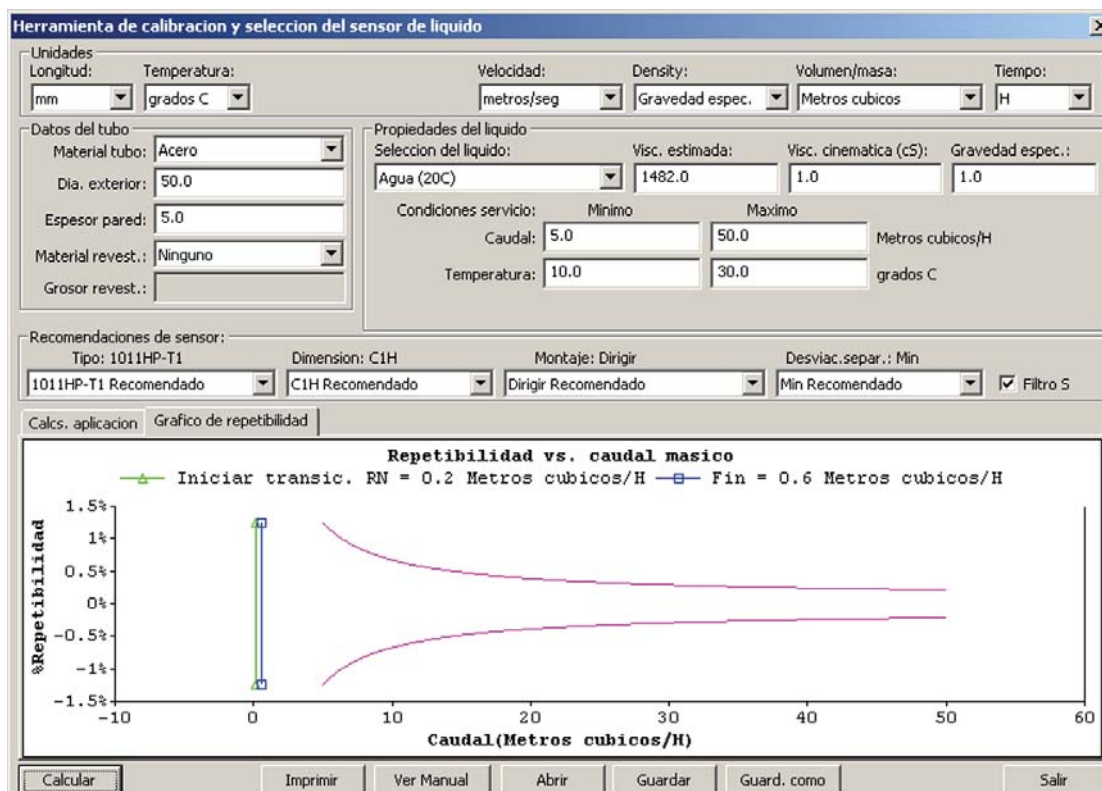 Herramienta de calibracion y seleccion del sensor de liquido
Unidades
Longitud: Temperatura: Velocidad: Density: Volumen/masa: Tiempo:
mm grados C metros/seg Gravedad espec. Metros cubicos H
Datos del tubo
Material tubo: Acero
Dia. exterior: 50.0
Espesor pared: 5.0
Material revest.: Ninguno
Grosor revest.:
Propiedades del liquido
Seleccion del liquido: Visc. estimada: Visc. cinematica (cS): Gravedad espec.:
Agua (20C) 1482.0 1.0 1.0
Condiciones servicio: Minimo Maximo
Caudal: 5.0 50.0 Metros cubicos/H
Temperatura: 10.0 30.0 grados C
Recomendaciones de sensor:
Tipo: 1011HP-T1 Dimension: C1H Montaje: Dirigir Desviac.separ.: Min
1011HP-T1 Recomendado C1H Recomendado Dirigir Recomendado Min Recomendado Filtro S
Calcs. aplicacion Grafico de repetibilidad
Repetibilidad vs. caudal masico
Iniciar transic. RN = 0.2 Metros cubicos/H Fin = 0.6 Metros cubicos/H
%Repetibilidad
1.5%
1%
0.5%
0%
-0.5%
-1%
-1.5%
-10 0 10 20 30 40 50 60
Caudal(Metros cubicos/H)
Calcular Imprimir Ver Manual Abrir Guardar Guard. como Salir